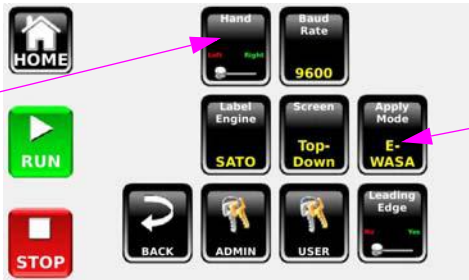 HOME
Hand
Left Right
Baud
Rate
9600
RUN
Label
Engine
SATO
Screen
Top-
Down
Apply
Mode
E-
WASA
STOP
BACK
ADMIN
USER
Leading
Edge
No Yes